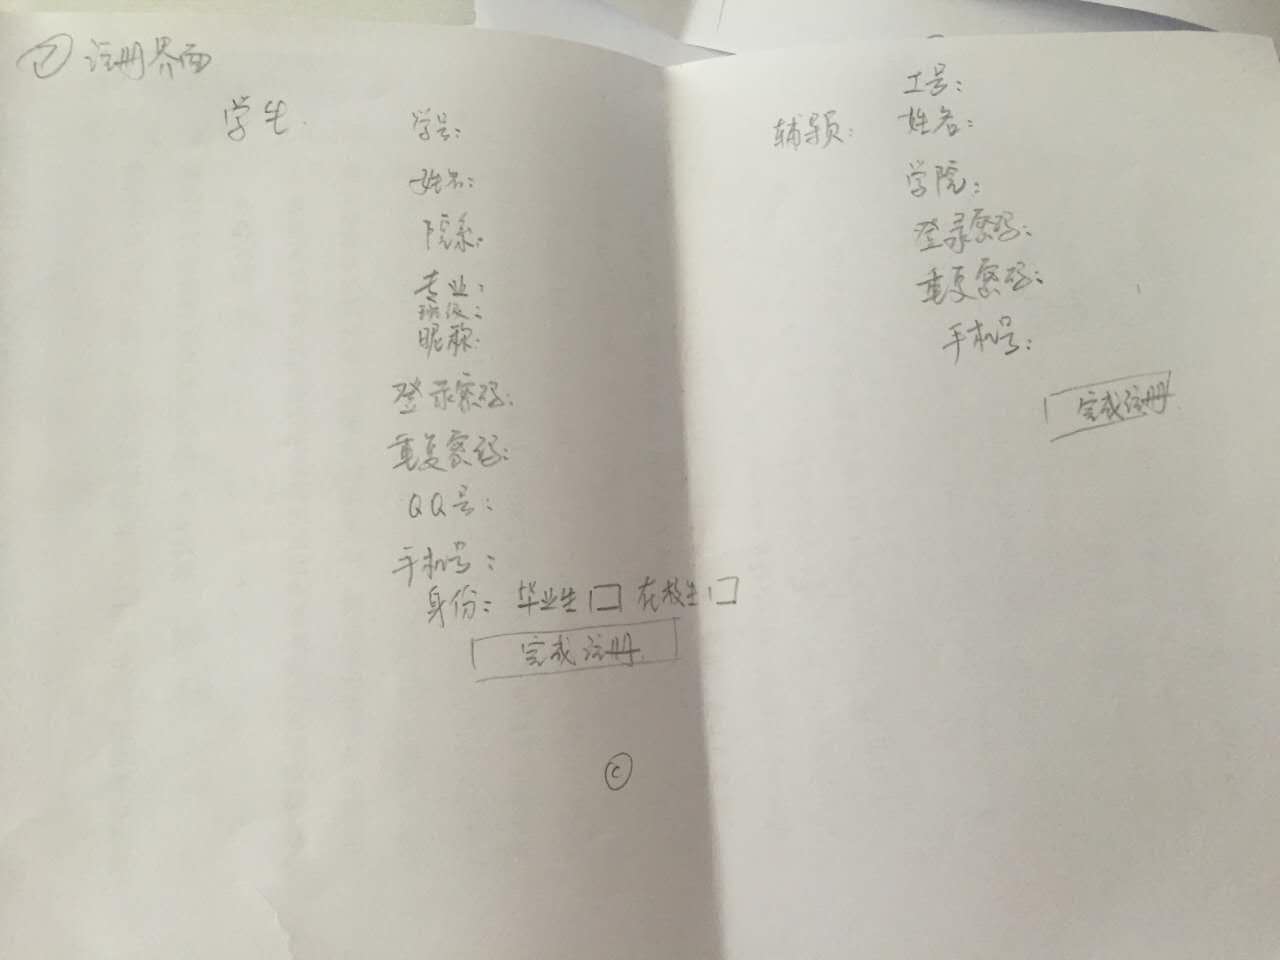 ② 注册界面
学生.
学号:
姓名:
院系:
专业:
班级:
昵称:
登录密码:
重复密码:
QQ号:
手机号:
身份: 毕业生 在校生
完成注册.
©
辅导员:
工号:
姓名:
学院:
登录密码:
重复密码:
手机号:
完成注册.